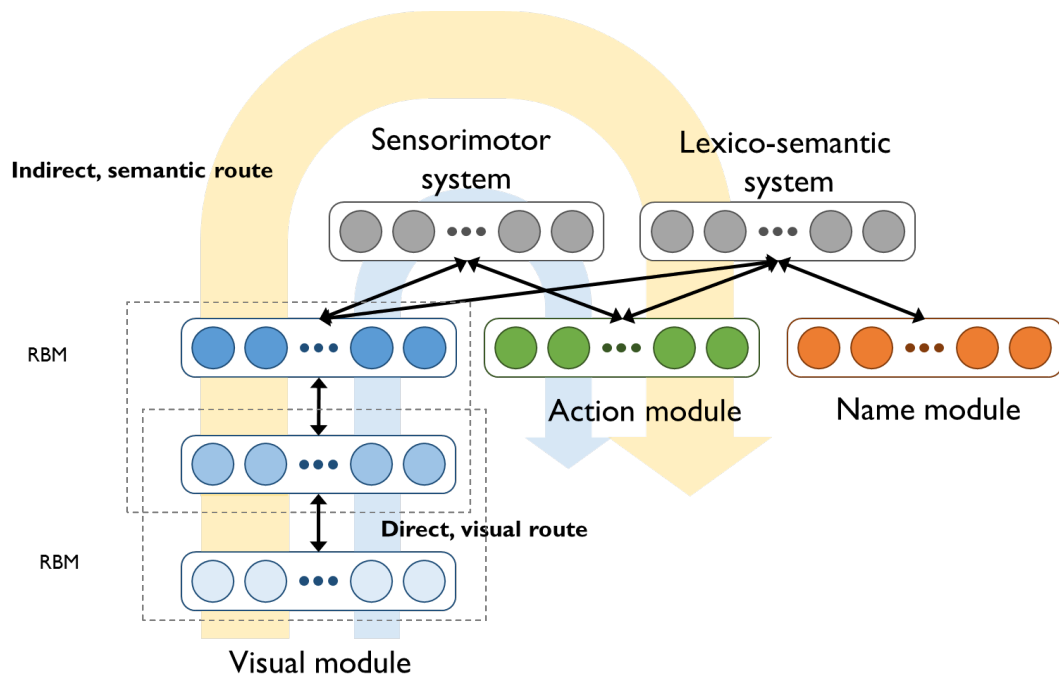 Sensorimotor
system
Lexico-semantic
system
Indirect, semantic route
RBM
Action module
Name module
Direct, visual route
RBM
Visual module